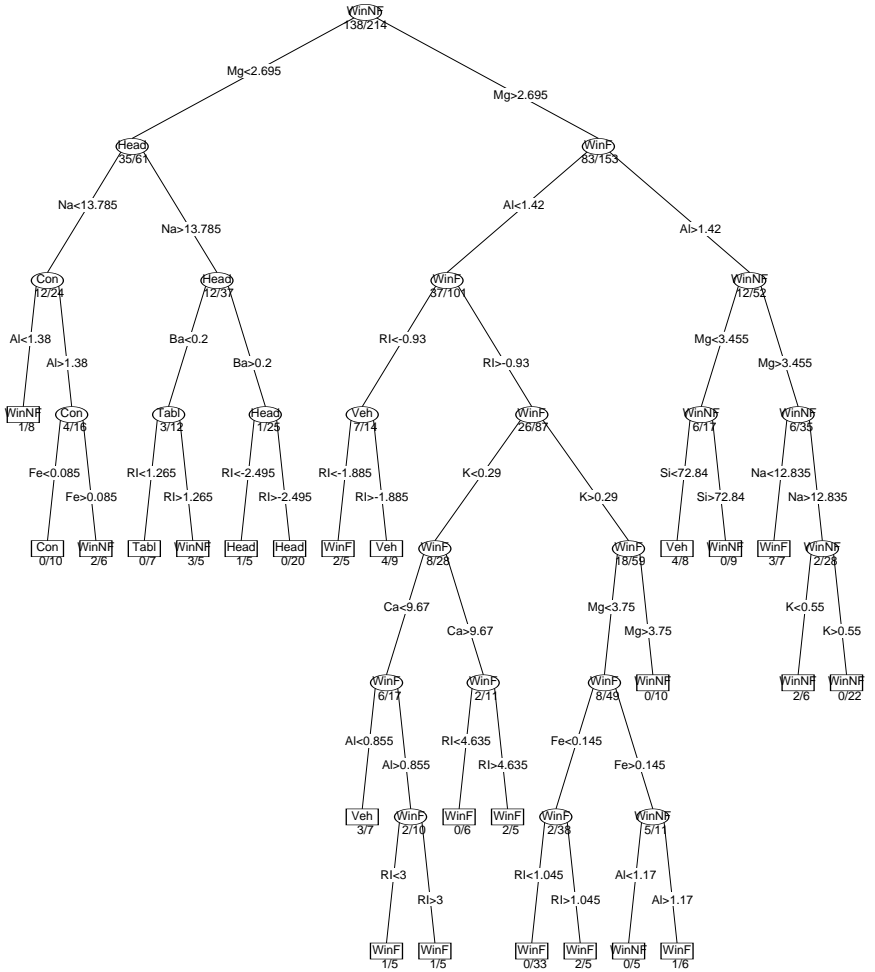 WinNF
138/214
Mg<2.695
Mg>2.695
Head
35/61
WinF
83/153
Na<13.785
Na>13.785
Al<1.42
Al>1.42
Con
12/24
Head
12/37
WinF
37/101
WinNF
12/52
Al<1.38
Al>1.38
Ba<0.2
Ba>0.2
RI<-0.93
RI>-0.93
Mg<3.455
Mg>3.455
WinNF
1/8
Con
4/16
Tabl
3/12
Head
1/25
Veh
7/14
WinF
26/87
WinNF
6/17
WinNF
6/35
Fe<0.085
Fe>0.085
RI<1.265
RI>1.265
RI<-2.495
RI>-2.495
RI<-1.885
RI>-1.885
K<0.29
K>0.29
Si<72.84
Si>72.84
Na<12.835
Na>12.835
Con
0/10
WinNF
2/6
Tabl
0/7
WinNF
3/5
Head
1/5
Head
0/20
WinF
2/5
Veh
4/9
WinF
8/28
WinF
18/59
Veh
4/8
WinNF
0/9
WinF
3/7
WinNF
2/28
Ca<9.67
Ca>9.67
Mg<3.75
Mg>3.75
K<0.55
K>0.55
WinF
6/17
WinF
2/11
WinF
8/49
WinNF
0/10
WinNF
2/6
WinNF
0/22
Al<0.855
Al>0.855
RI<4.635
RI>4.635
Fe<0.145
Fe>0.145
Veh
3/7
WinF
2/10
WinF
0/6
WinF
2/5
WinF
2/38
WinNF
5/11
RI<3
RI>3
RI<1.045
RI>1.045
Al<1.17
Al>1.17
WinF
1/5
WinF
1/5
WinF
0/33
WinF
2/5
WinNF
0/5
WinF
1/6